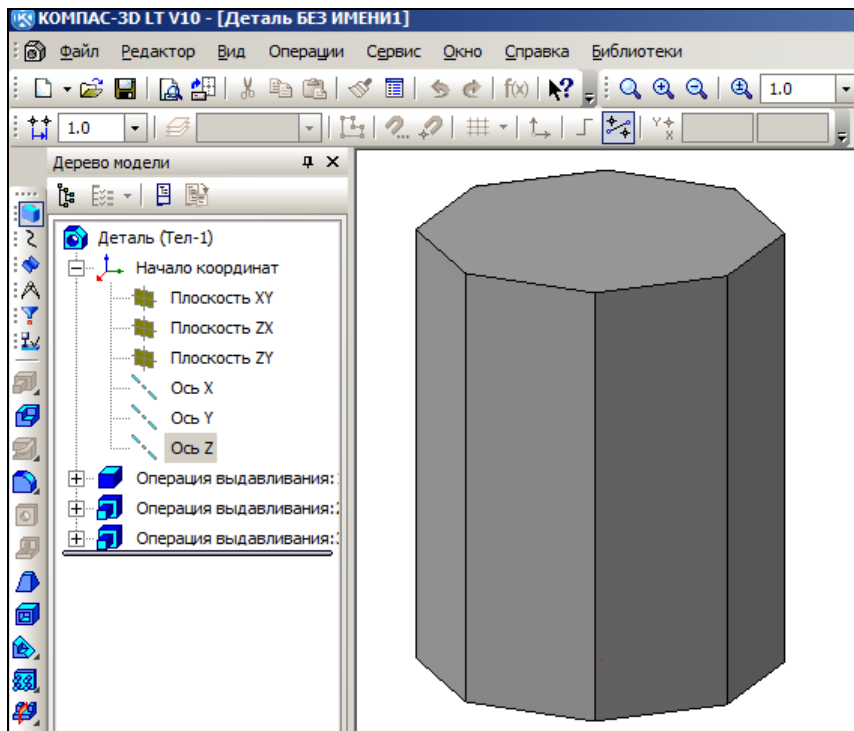 КОМПАС-3D LT V10 - [Деталь БЕЗ ИМЕНИ1]
Файл Редактор Вид Операции Сервис Окно Справка Библиотеки
f(x) 1.0
1.0 Y X
Дерево модели
Деталь (Тел-1)
Начало координат
Плоскость XY
Плоскость ZX
Плоскость ZY
Ось X
Ось Y
Ось Z
Операция выдавливания:
Операция выдавливания:2
Операция выдавливания:3